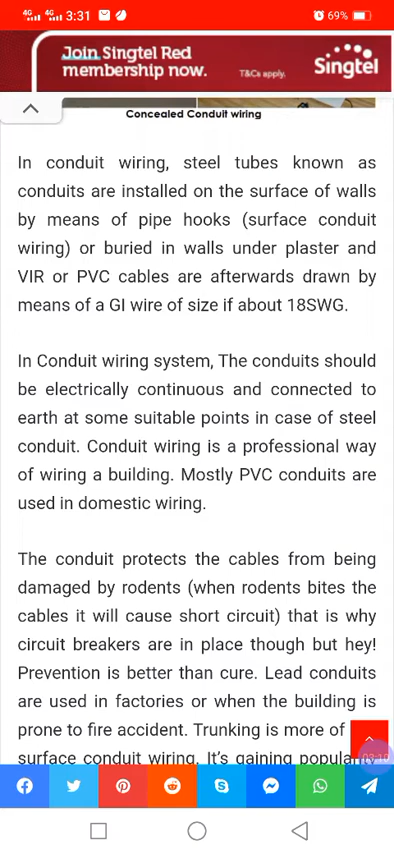 4G 4G 3:31 69%
Join Singtel Red
membership now.
T&Cs apply.
Singtel
Concealed Conduit wiring
In conduit wiring, steel tubes known as
conduits are installed on the surface of walls
by means of pipe hooks (surface conduit
wiring) or buried in walls under plaster and
VIR or PVC cables are afterwards drawn by
means of a GI wire of size if about 18SWG.
In Conduit wiring system, The conduits should
be electrically continuous and connected to
earth at some suitable points in case of steel
conduit. Conduit wiring is a professional way
of wiring a building. Mostly PVC conduits are
used in domestic wiring.
The conduit protects the cables from being
damaged by rodents (when rodents bites the
cables it will cause short circuit) that is why
circuit breakers are in place though but hey!
Prevention is better than cure. Lead conduits
are used in factories or when the building is
prone to fire accident. Trunking is more of
surface conduit wiring. It's gaining popularity